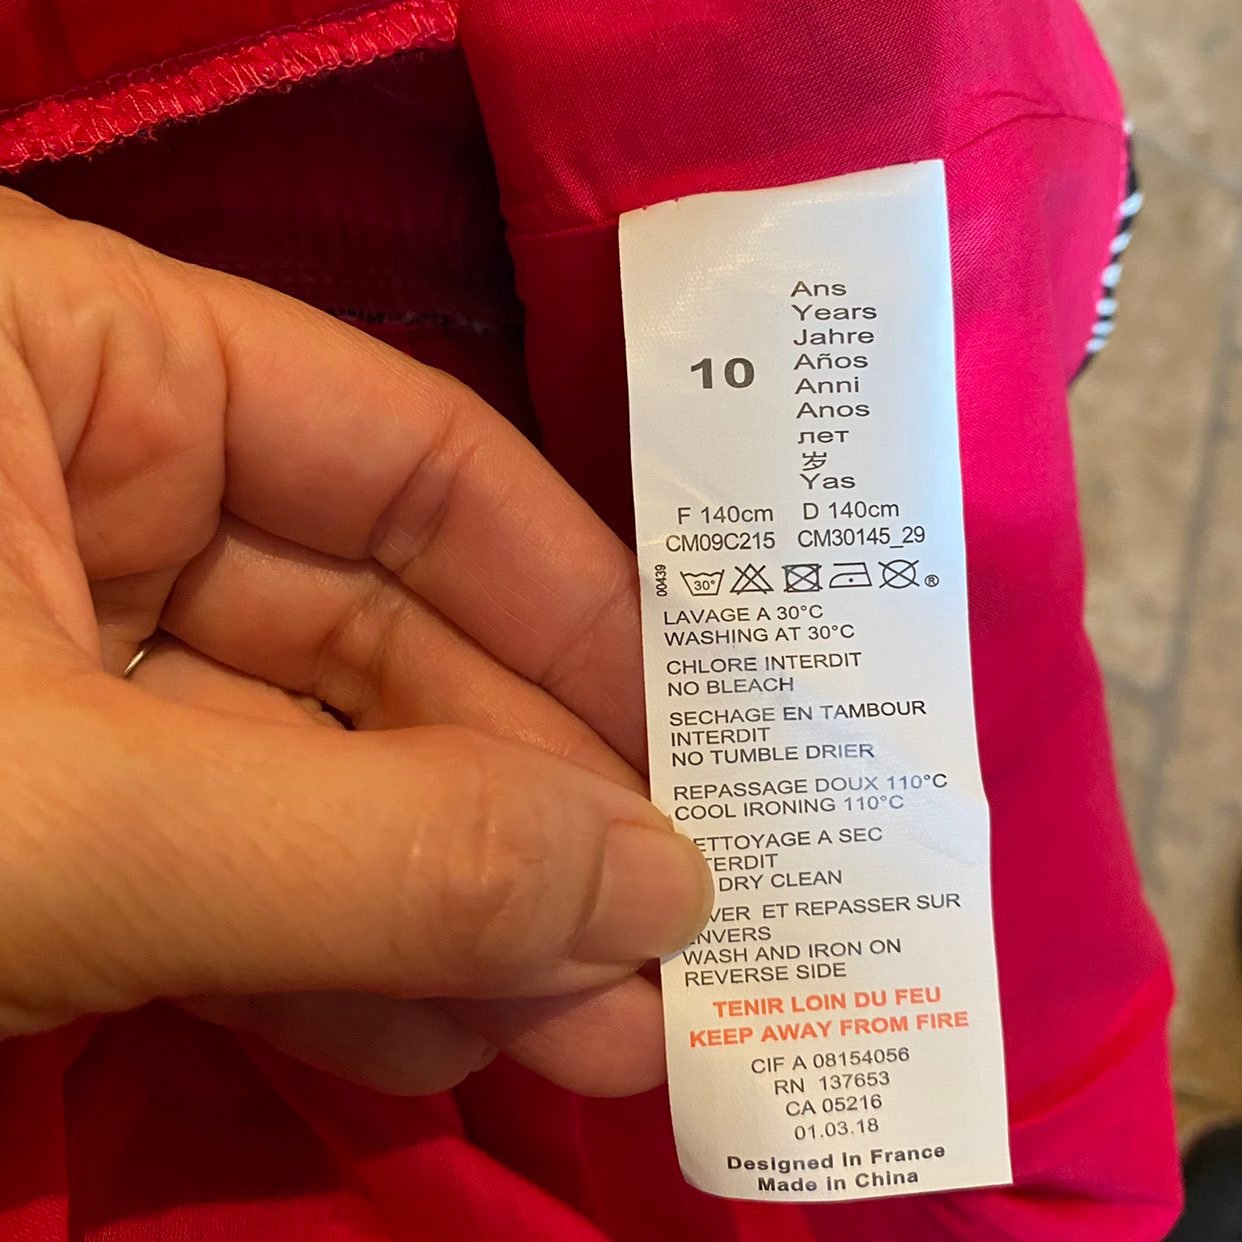 10
Ans
Years
Jahre
Años
Anni
Anos
лет
岁
Yas
F 140cm D 140cm
CM09C215 CM30145_29
00439
30° ®
LAVAGE A 30°C
WASHING AT 30°C
CHLORE INTERDIT
NO BLEACH
SECHAGE EN TAMBOUR
INTERDIT
NO TUMBLE DRIER
REPASSAGE DOUX 110°C
COOL IRONING 110°C
ETTOYAGE A SEC
TERDIT
DRY CLEAN
VER ET REPASSER SUR
ENVERS
WASH AND IRON ON
REVERSE SIDE
TENIR LOIN DU FEU
KEEP AWAY FROM FIRE
CIF A 08154056
RN 137653
CA 05216
01.03.18
Designed In France
Made in China